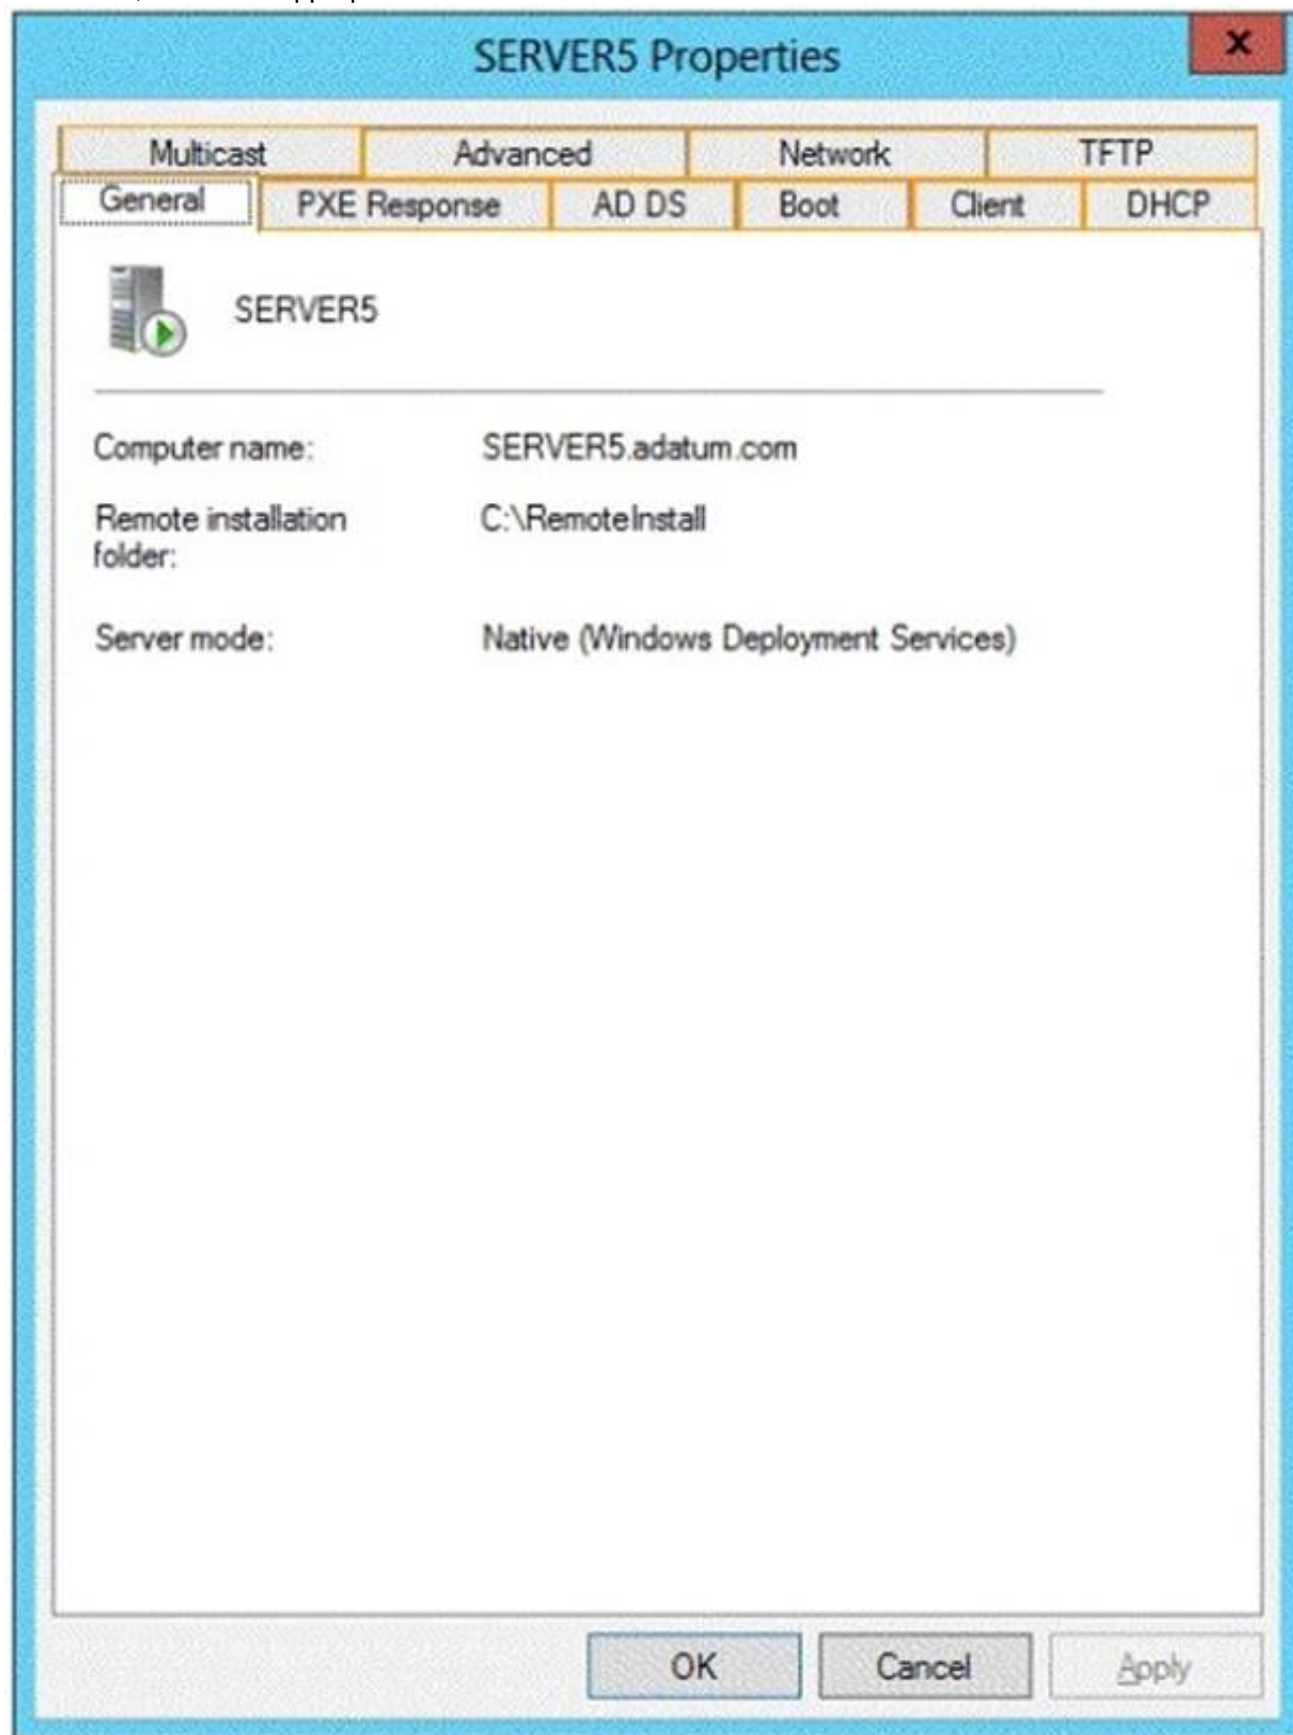 SERVER5 Properties
x
Multicast Advanced Network TFTP
General PXE Response AD DS Boot Client DHCP
SERVER5
Computer name: SERVER5.adatum.com
Remote installation C:\RemoteInstall
folder:
Server mode: Native (Windows Deployment Services)
OK Cancel Apply